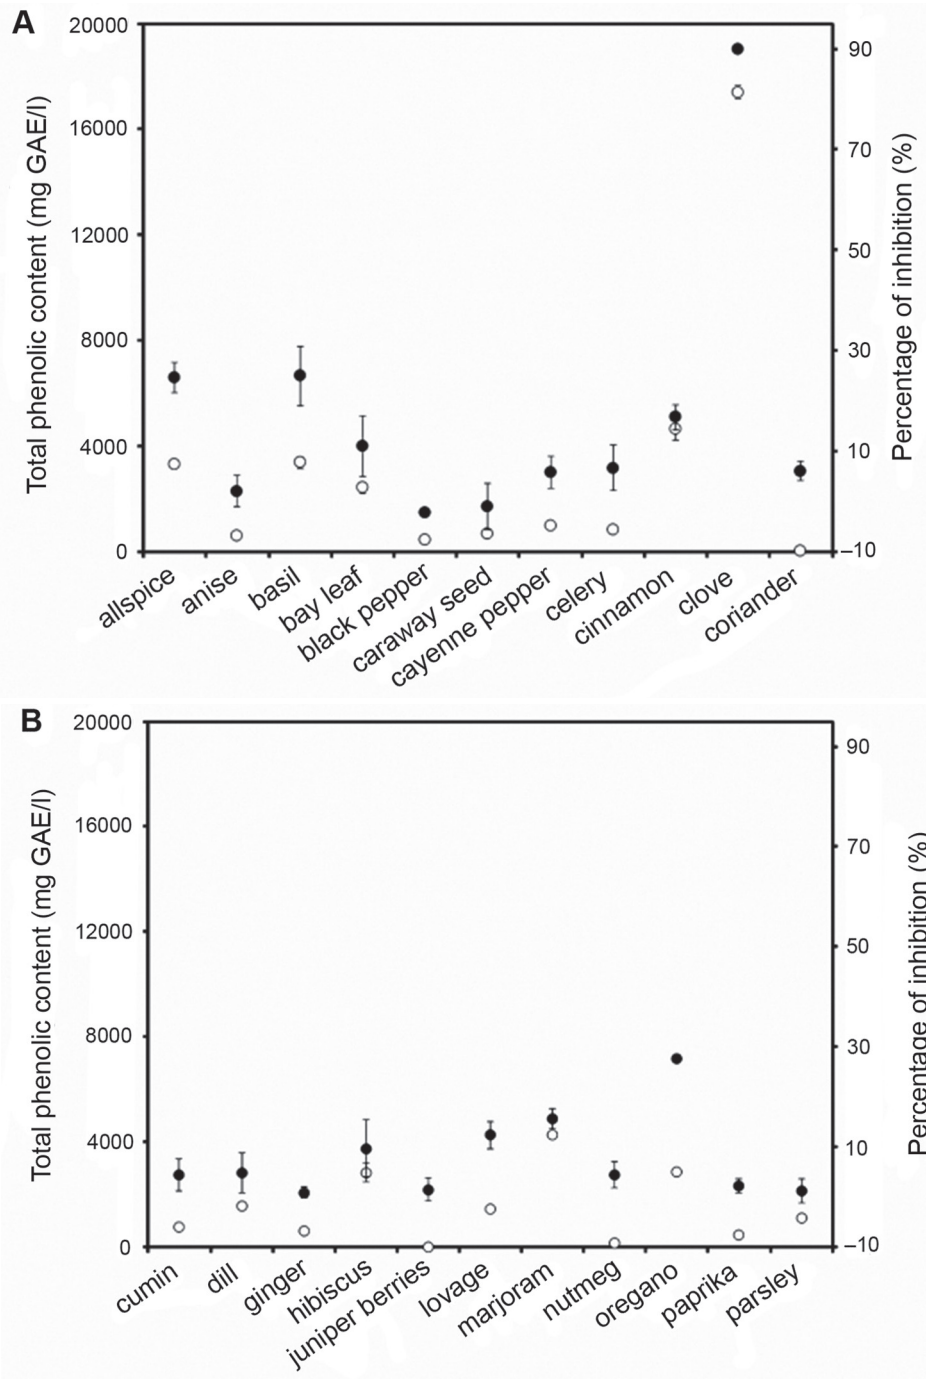 A
Total phenolic content (mg GAE/l)
20000
16000
12000
8000
4000
0
90
70
50
30
10
–10
Percentage of inhibition (%)
allspice
anise
basil
bay leaf
black pepper
caraway seed
cayenne pepper
celery
cinnamon
clove
coriander
B
Total phenolic content (mg GAE/l)
20000
16000
12000
8000
4000
0
90
70
50
30
10
–10
Percentage of inhibition (%)
cumin
dill
ginger
hibiscus
juniper berries
lovage
marjoram
nutmeg
oregano
paprika
parsley